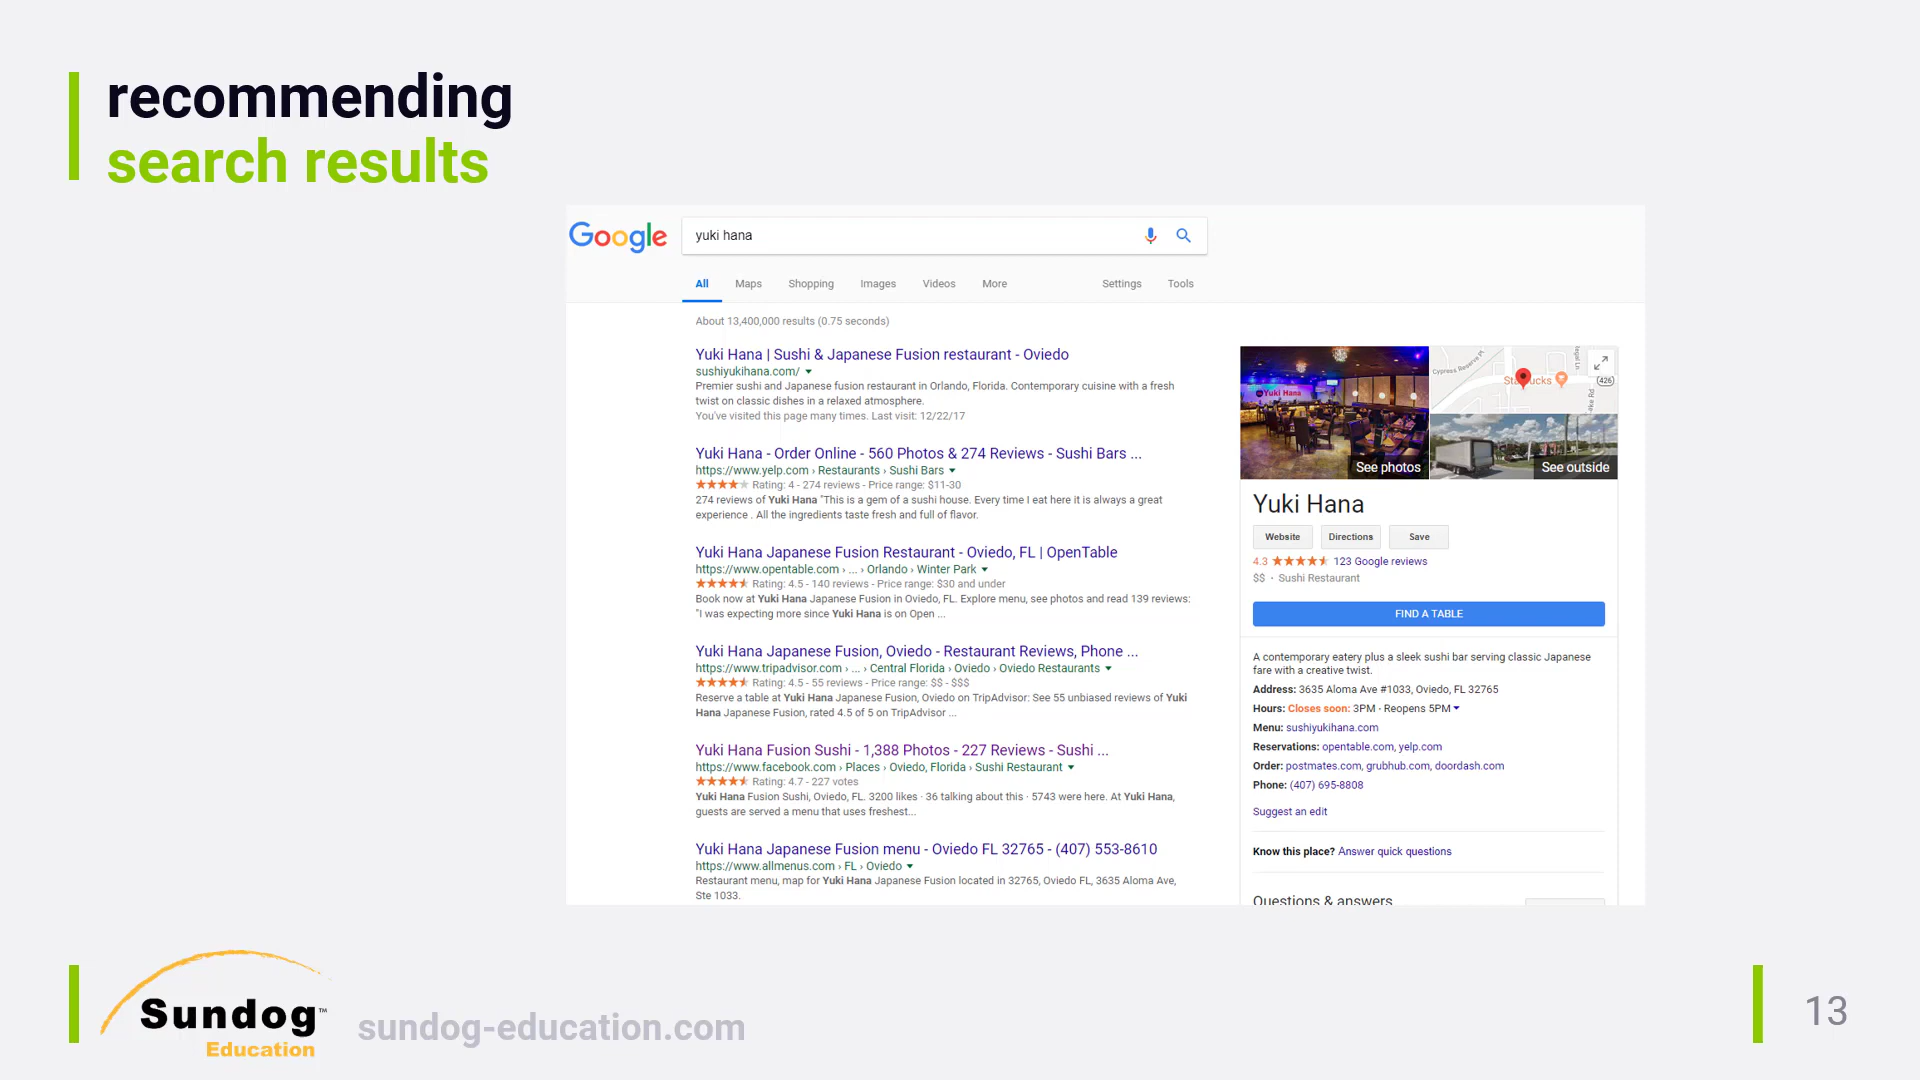 recommending
search results
Google
yuki hana
All Maps Shopping Images Videos More Settings Tools
About 13,400,000 results (0.75 seconds)
Yuki Hana | Sushi & Japanese Fusion restaurant - Oviedo
sushiyukihana.com/
Premier sushi and Japanese fusion restaurant in Orlando, Florida. Contemporary cuisine with a fresh
twist on classic dishes in a relaxed atmosphere.
You've visited this page many times. Last visit: 12/22/17
Yuki Hana - Order Online - 560 Photos & 274 Reviews - Sushi Bars ...
https://www.yelp.com › Restaurants › Sushi Bars
Rating: 4 - 274 reviews - Price range: $11-30
274 reviews of Yuki Hana "This is a gem of a sushi house. Every time I eat here it is always a great
experience . All the ingredients taste fresh and full of flavor.
Yuki Hana Japanese Fusion Restaurant - Oviedo, FL | OpenTable
https://www.opentable.com › ... › Orlando › Winter Park
Rating: 4.5 - 140 reviews - Price range: $30 and under
Book now at Yuki Hana Japanese Fusion in Oviedo, FL. Explore menu, see photos and read 139 reviews:
"I was expecting more since Yuki Hana is on Open ...
Yuki Hana Japanese Fusion, Oviedo - Restaurant Reviews, Phone ...
https://www.tripadvisor.com › ... › Central Florida › Oviedo › Oviedo Restaurants
Rating: 4.5 - 55 reviews - Price range: $$ - $$$
Reserve a table at Yuki Hana Japanese Fusion, Oviedo on TripAdvisor: See 55 unbiased reviews of Yuki
Hana Japanese Fusion, rated 4.5 of 5 on TripAdvisor ...
Yuki Hana Fusion Sushi - 1,388 Photos - 227 Reviews - Sushi ...
https://www.facebook.com › Places › Oviedo, Florida › Sushi Restaurant
Rating: 4.7 - 227 votes
Yuki Hana Fusion Sushi, Oviedo, FL. 3200 likes · 36 talking about this · 5743 were here. At Yuki Hana,
guests are served a menu that uses freshest...
Yuki Hana Japanese Fusion menu - Oviedo FL 32765 - (407) 553-8610
https://www.allmenus.com › FL › Oviedo
Restaurant menu, map for Yuki Hana Japanese Fusion located in 32765, Oviedo FL, 3635 Aloma Ave,
Ste 1033.
Yuki Hana
Cypress Reserve Pl
(426)
See photos
See outside
Yuki Hana
Website Directions Save
4.3 123 Google reviews
$$ · Sushi Restaurant
FIND A TABLE
A contemporary eatery plus a sleek sushi bar serving classic Japanese
fare with a creative twist.
Address: 3635 Aloma Ave #1033, Oviedo, FL 32765
Hours: Closes soon: 3PM · Reopens 5PM
Menu: sushiyukihana.com
Reservations: opentable.com, yelp.com
Order: postmates.com, grubhub.com, doordash.com
Phone: (407) 695-8808
Suggest an edit
Know this place? Answer quick questions
Questions & answers
Sundog™
Education
sundog-education.com
13